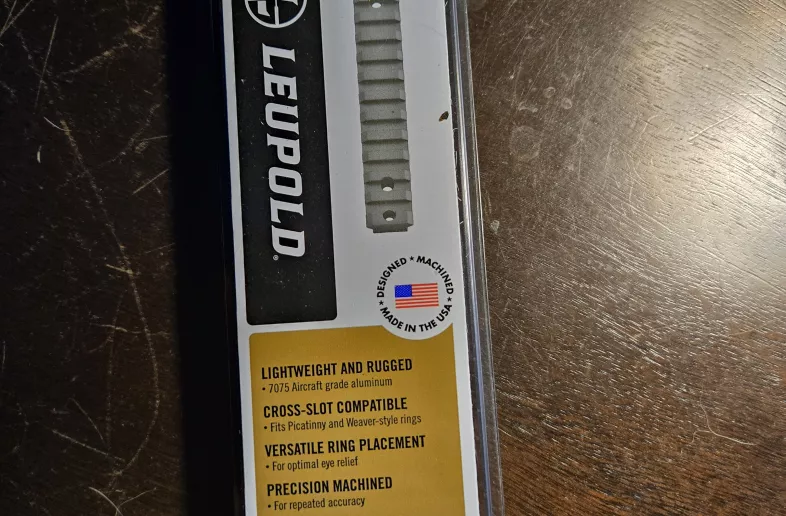 LEUPOLD®
DESIGNED * MACHINED * MADE IN THE USA *
LIGHTWEIGHT AND RUGGED
• 7075 Aircraft grade aluminum
CROSS-SLOT COMPATIBLE
• Fits Picatinny and Weaver-style rings
VERSATILE RING PLACEMENT
• For optimal eye relief
PRECISION MACHINED
• For repeated accuracy